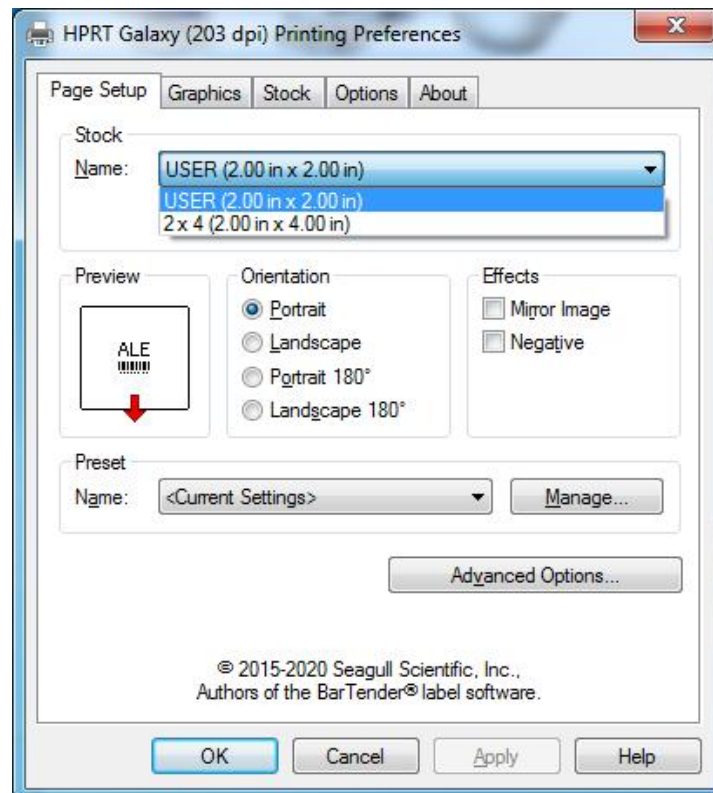 HPRT Galaxy (203 dpi) Printing Preferences
Page Setup Graphics Stock Options About
Stock
Name: USER (2.00 in x 2.00 in)
USER (2.00 in x 2.00 in)
2 x 4 (2.00 in x 4.00 in)
Preview
ALE
Orientation
Portrait
Landscape
Portrait 180°
Landscape 180°
Effects
Mirror Image
Negative
Preset
Name: <Current Settings> Manage...
Advanced Options...
© 2015-2020 Seagull Scientific, Inc.,
Authors of the BarTender® label software.
OK Cancel Apply Help